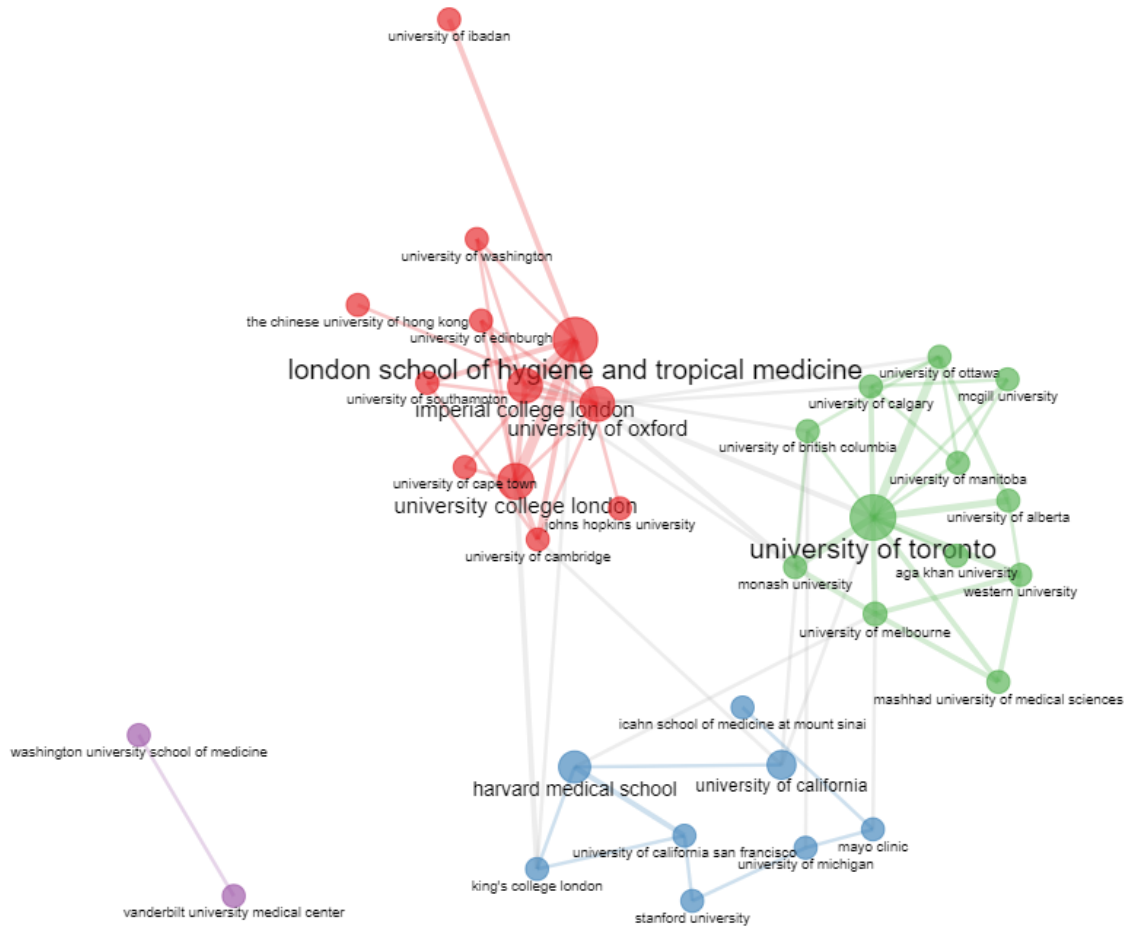 university of ibadan
university of washington
the chinese university of hong kong
university of edinburgh
london school of hygiene and tropical medicine
university of ottawa
university of southampton
mcgill university
imperial college london
university of calgary
university of oxford
university of british columbia
university of manitoba
university of cape town
university college london
university of alberta
johns hopkins university
university of toronto
university of cambridge
aga khan university
monash university
western university
university of melbourne
mashhad university of medical sciences
icahn school of medicine at mount sinai
washington university school of medicine
harvard medical school
university of california
mayo clinic
university of california san francisco
university of michigan
king's college london
vanderbilt university medical center
stanford university